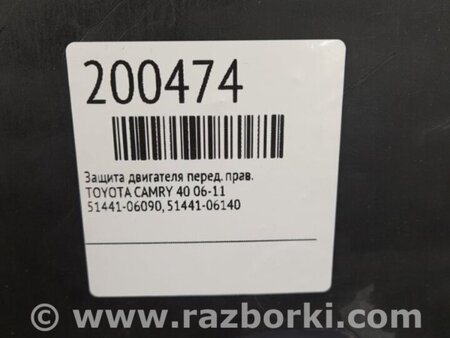 200474
Защита двигателя перед. прав.
TOYOTA CAMRY 40 06-11
51441-06090, 51441-06140
© www.razborki.com